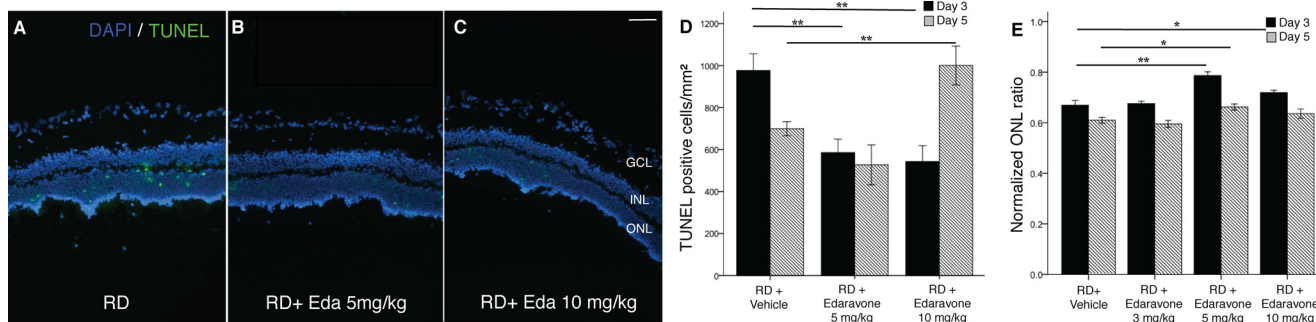 A
DAPI / TUNEL
B
C
GCL
INL
ONL
RD
RD+ Eda 5mg/kg
RD+ Eda 10 mg/kg
D
TUNEL positive cells/mm²
1200
1000
800
600
400
200
0
**
**
**
Day 3
Day 5
RD +
Vehicle
RD +
Edaravone
5 mg/kg
RD +
Edaravone
10 mg/kg
E
Normalized ONL ratio
1.0
0.8
0.6
0.4
0.2
0.0
*
*
**
Day 3
Day 5
RD+
Vehicle
RD +
Edaravone
3 mg/kg
RD +
Edaravone
5 mg/kg
RD +
Edaravone
10 mg/kg